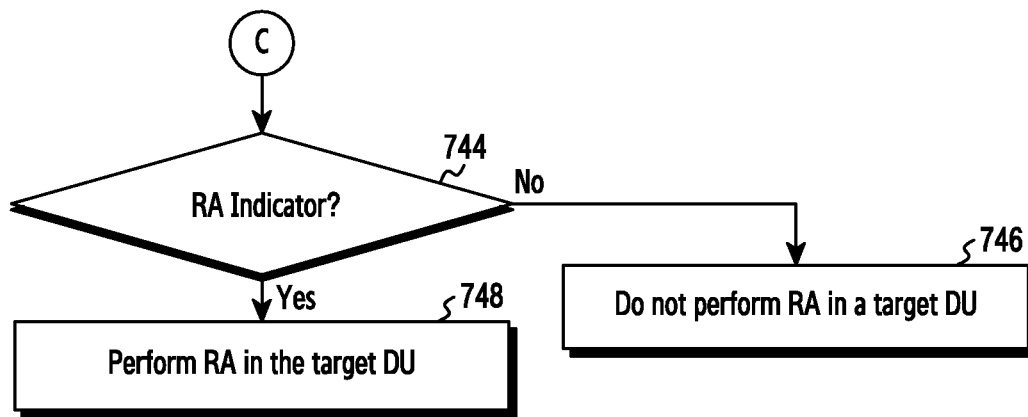 C
744
RA Indicator?
No
746
Do not perform RA in a target DU
Yes
748
Perform RA in the target DU